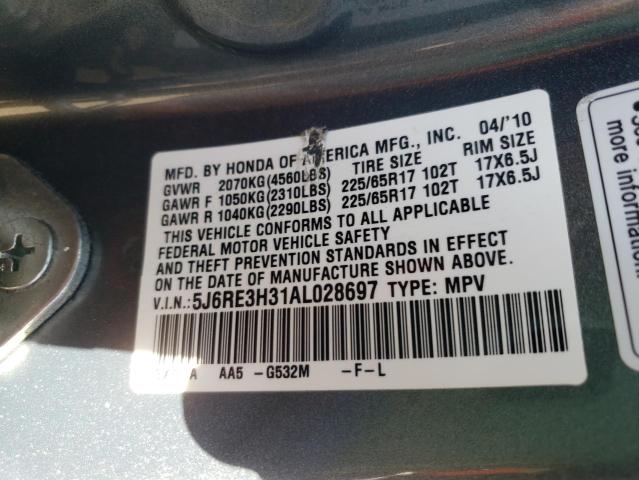 MFD. BY HONDA OF AMERICA MFG., INC. 04/'10
GVWR 2070KG(4560LBS) TIRE SIZE RIM SIZE
GAWR F 1050KG(2310LBS) 225/65R17 102T 17X6.5J
GAWR R 1040KG(2290LBS) 225/65R17 102T 17X6.5J
THIS VEHICLE CONFORMS TO ALL APPLICABLE
FEDERAL MOTOR VEHICLE SAFETY
AND THEFT PREVENTION STANDARDS IN EFFECT
ON THE DATE OF MANUFACTURE SHOWN ABOVE.
V.I.N.: 5J6RE3H31AL028697 TYPE: MPV
AA5 -G532M -F-L
more information